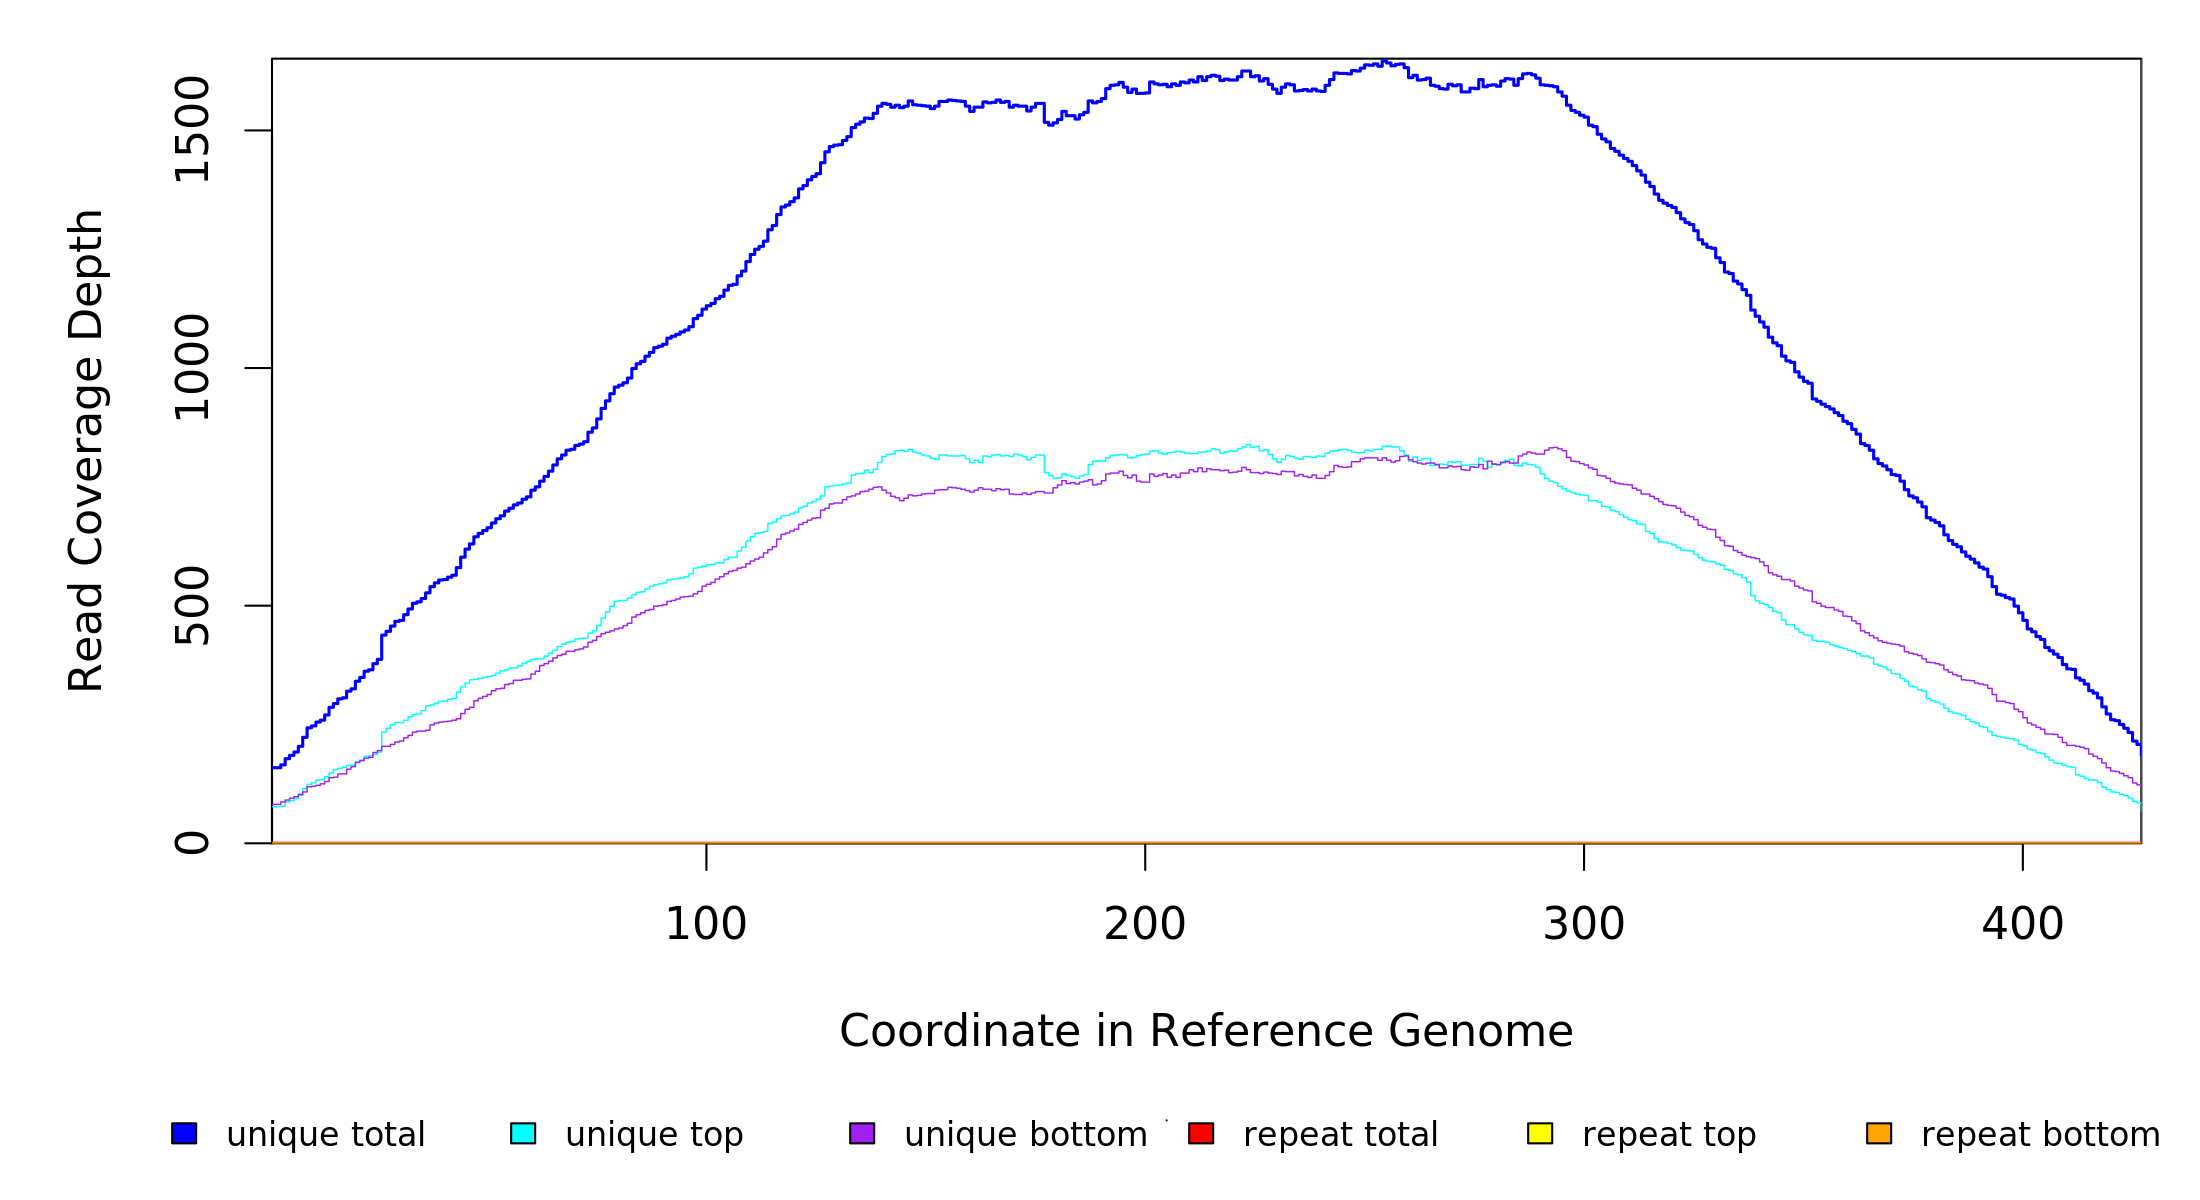 Read Coverage Depth
1500
1000
500
0
100 200 300 400
Coordinate in Reference Genome
unique total unique top unique bottom repeat total repeat top repeat bottom